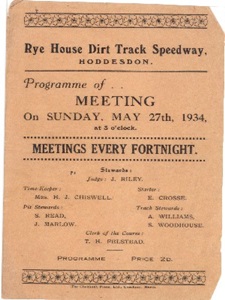 Rye House Dirt Track Speedway,
HODDESDON.
Programme of . .
MEETING
On SUNDAY, MAY 27th, 1934,
at 3 o'clock.
MEETINGS EVERY FORTNIGHT.
Stewards:
Judge: J. RILEY.
Time-Keeper: Starter:
MRS. H. J. CHISWELL. E. CROSSE.
Pit Stewards: Track Stewards:
S. READ, A. WILLIAMS,
J. MARLOW. S. WOODHOUSE.
Clerk of the Course:
T. H. FELSTEAD.
PROGRAMME PRICE 2D.